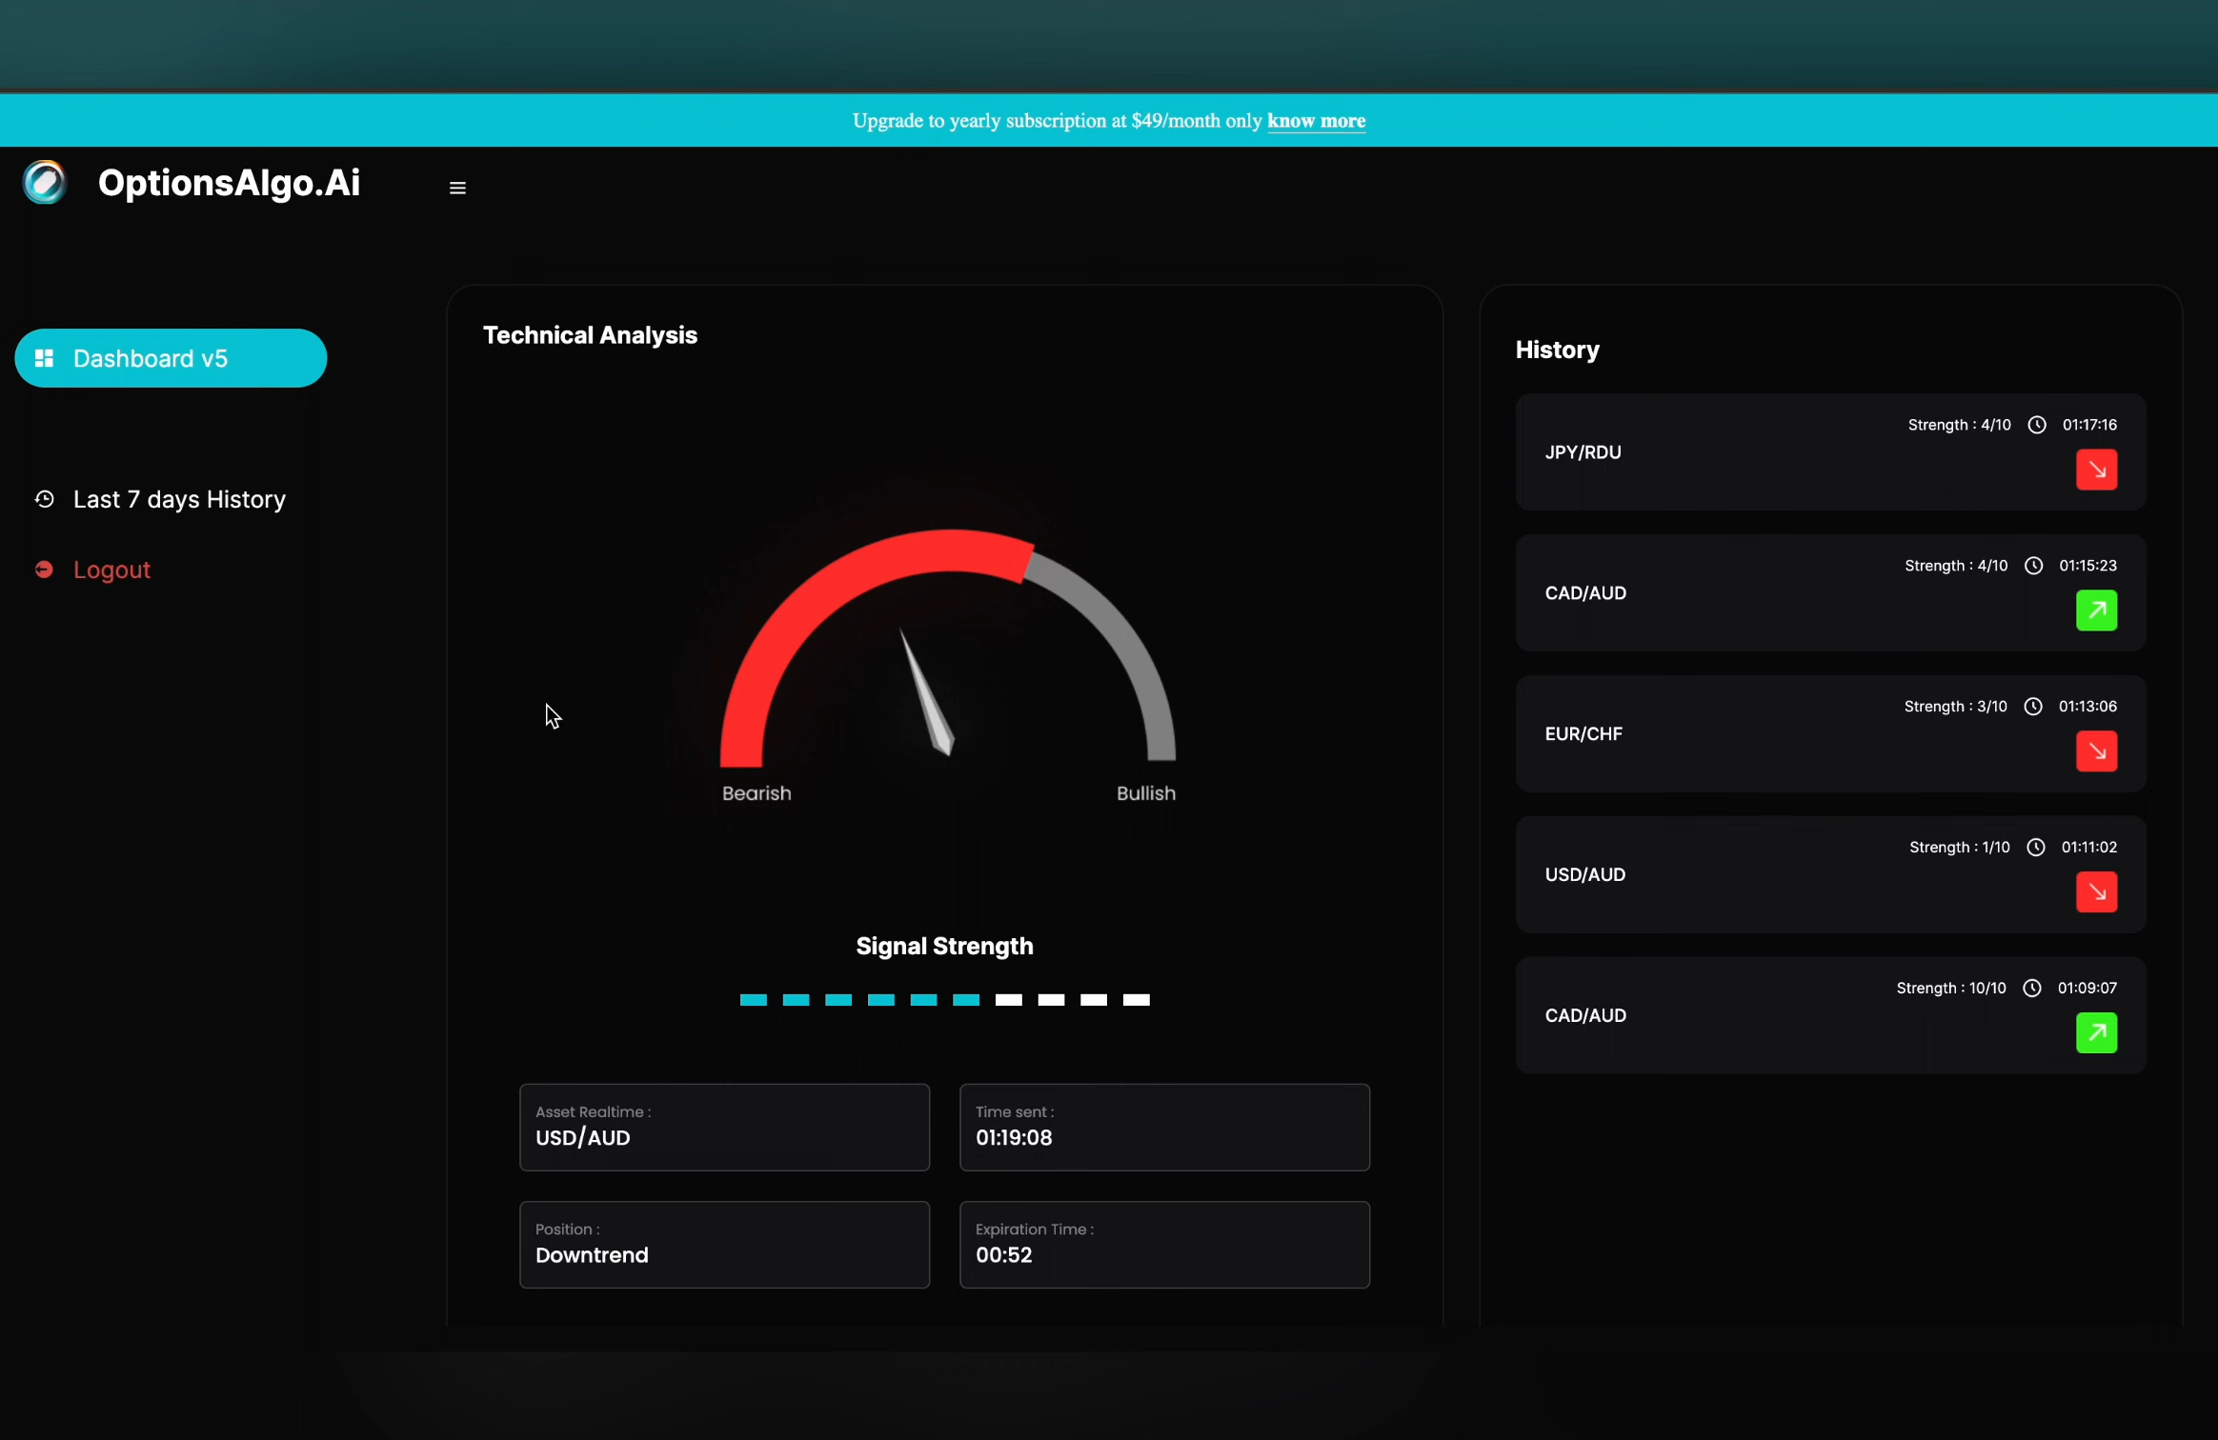 Upgrade to yearly subscription at $49/month only know more
OptionsAlgo.Ai
Dashboard v5
Last 7 days History
Logout
Technical Analysis
Bearish
Bullish
Signal Strength
Asset Realtime :
USD/AUD
Time sent :
01:19:08
Position :
Downtrend
Expiration Time :
00:52
History
Strength : 4/10 01:17:16
JPY/RDU
Strength : 4/10 01:15:23
CAD/AUD
Strength : 3/10 01:13:06
EUR/CHF
Strength : 1/10 01:11:02
USD/AUD
Strength : 10/10 01:09:07
CAD/AUD